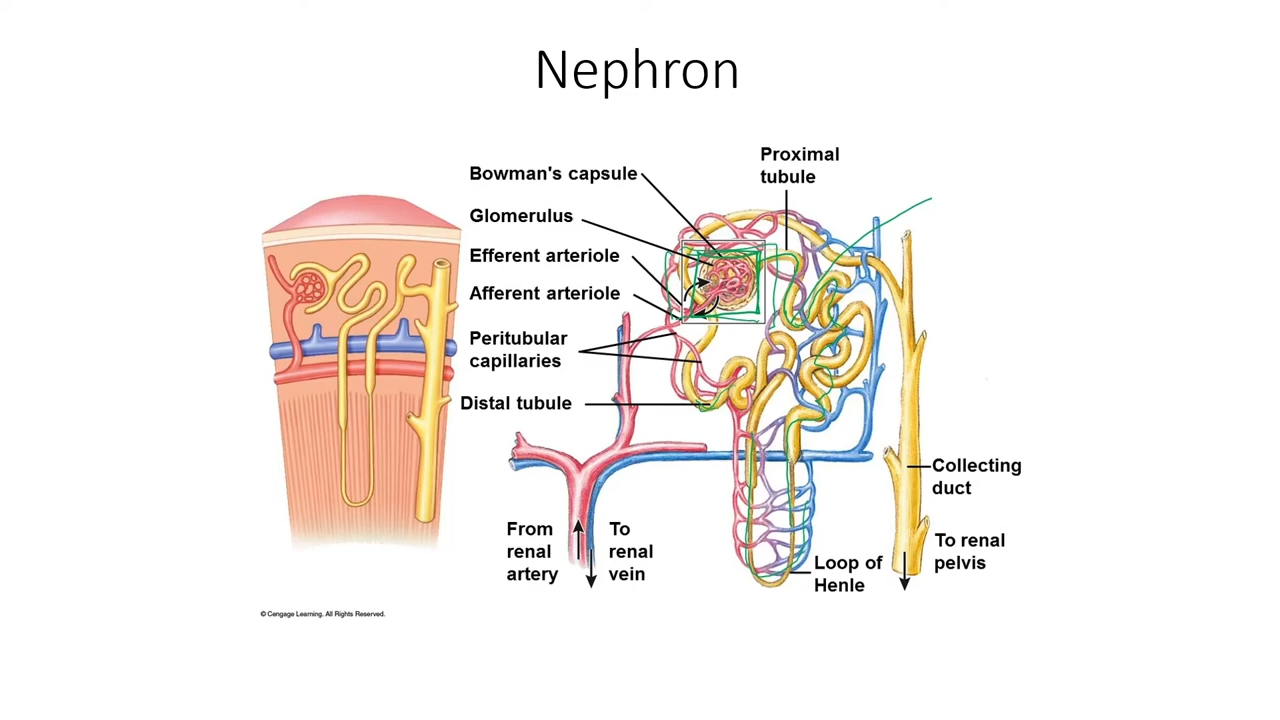 Nephron
Proximal
tubule
Bowman's capsule
Glomerulus
Efferent arteriole
Afferent arteriole
Peritubular
capillaries
Distal tubule
Collecting
duct
From
renal
artery
To
renal
vein
Loop of
Henle
To renal
pelvis
© Cengage Learning. All Rights Reserved.